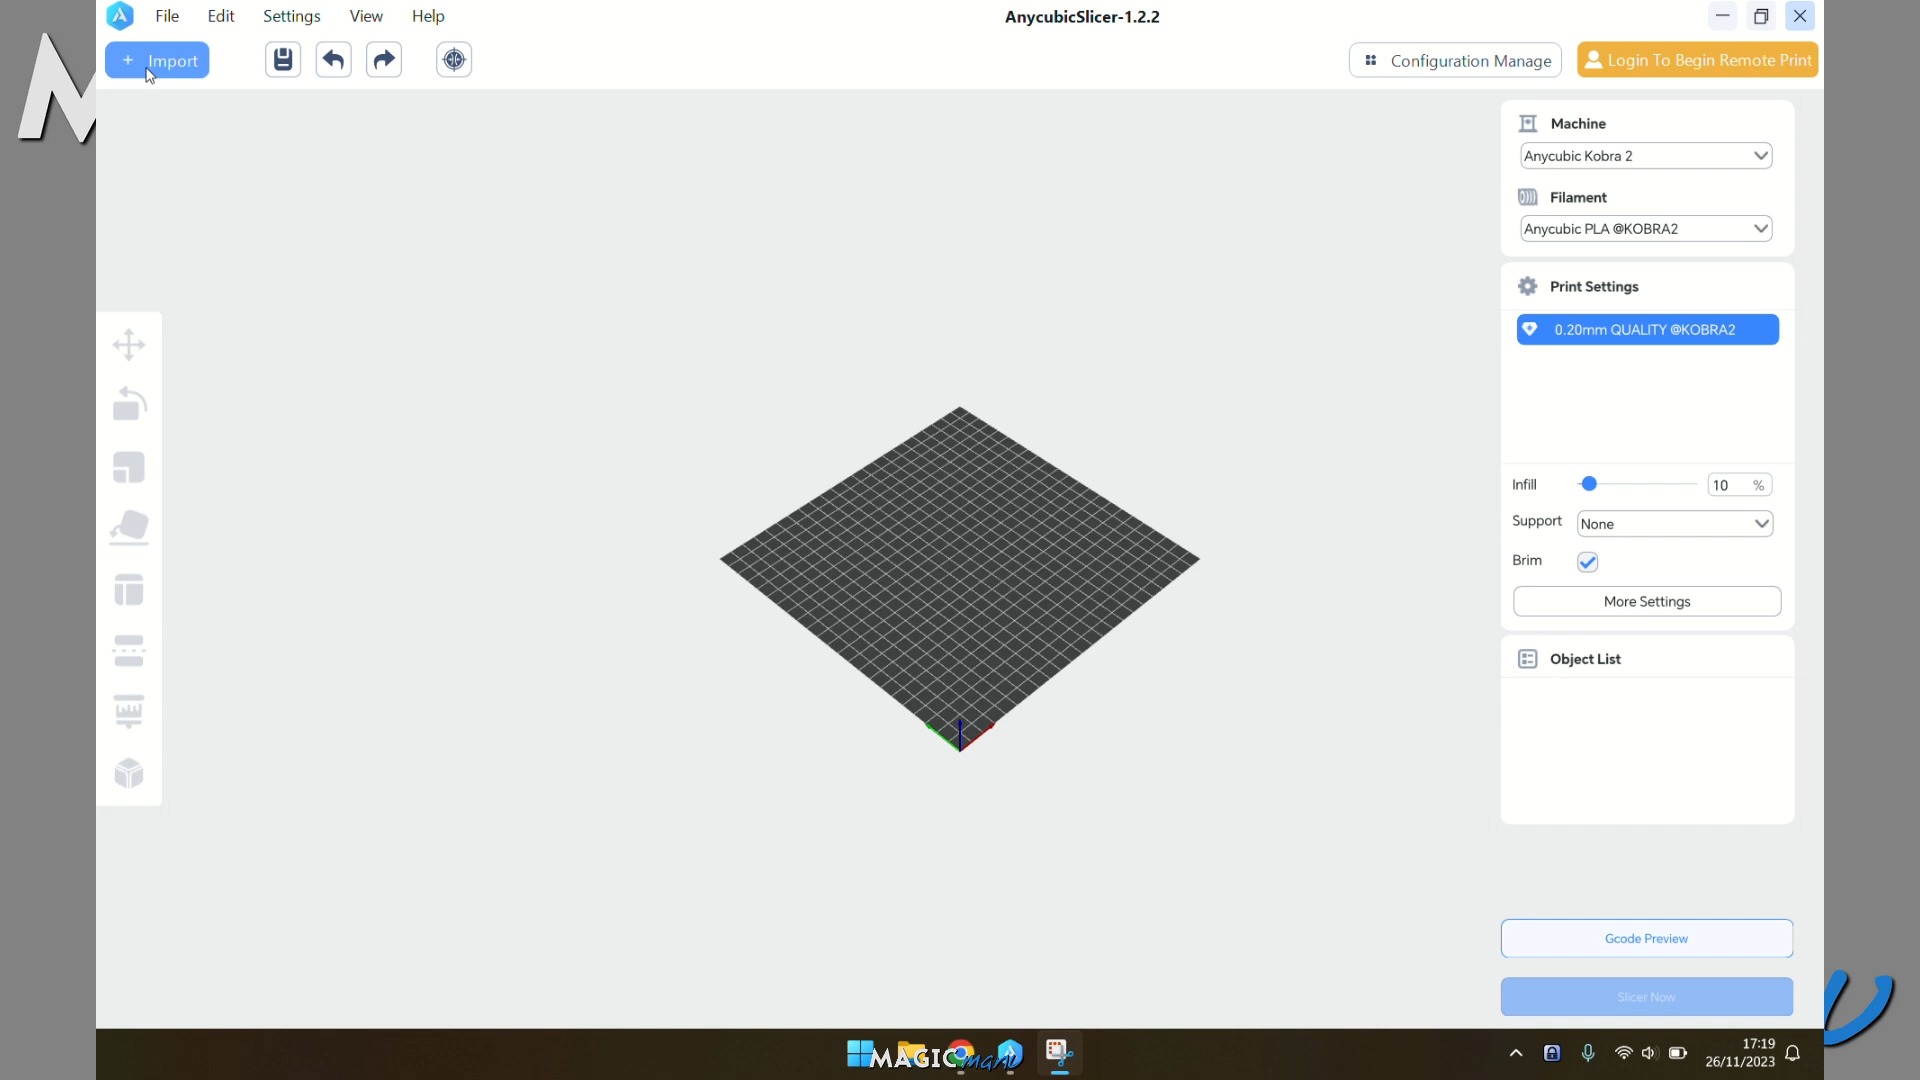 File Edit Settings View Help
AnycubicSlicer-1.2.2
+ Import
Configuration Manage
Login To Begin Remote Print
Machine
Anycubic Kobra 2
Filament
Anycubic PLA @KOBRA2
Print Settings
0.20mm QUALITY @KOBRA2
Infill 10 %
Support None
Brim
More Settings
Object List
Gcode Preview
Slicer Now
MAGIC manu
17:19
26/11/2023